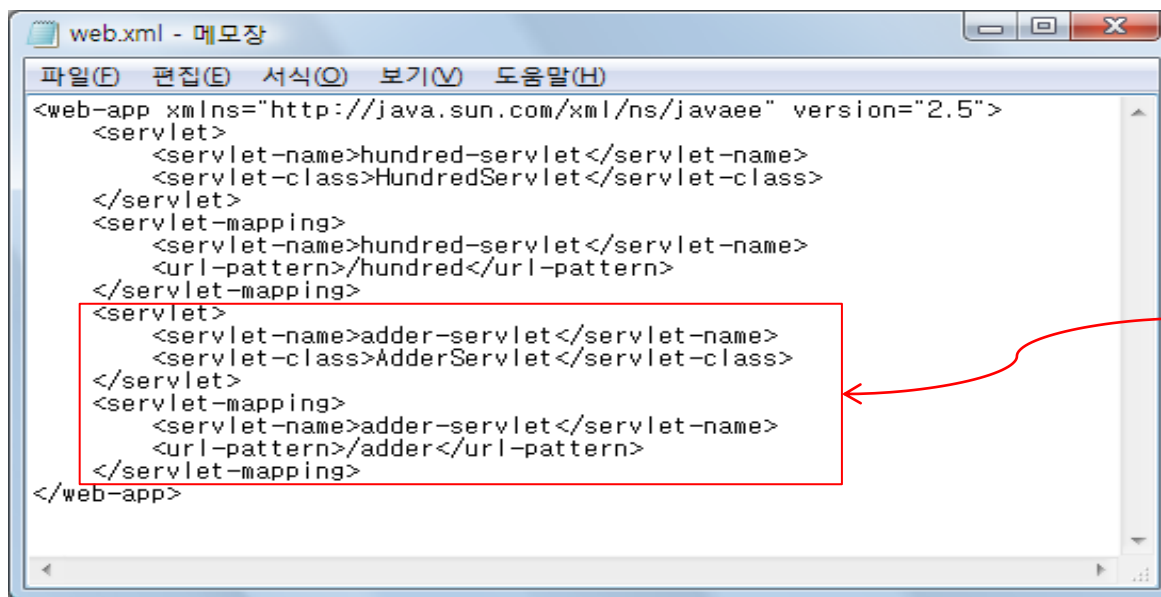 web.xml - 메모장
파일(F) 편집(E) 서식(O) 보기(V) 도움말(H)
<web-app xmlns="http://java.sun.com/xml/ns/javaee" version="2.5">
    <servlet>
        <servlet-name>hundred-servlet</servlet-name>
        <servlet-class>HundredServlet</servlet-class>
    </servlet>
    <servlet-mapping>
        <servlet-name>hundred-servlet</servlet-name>
        <url-pattern>/hundred</url-pattern>
    </servlet-mapping>
    <servlet>
        <servlet-name>adder-servlet</servlet-name>
        <servlet-class>AdderServlet</servlet-class>
    </servlet>
    <servlet-mapping>
        <servlet-name>adder-servlet</servlet-name>
        <url-pattern>/adder</url-pattern>
    </servlet-mapping>
</web-app>